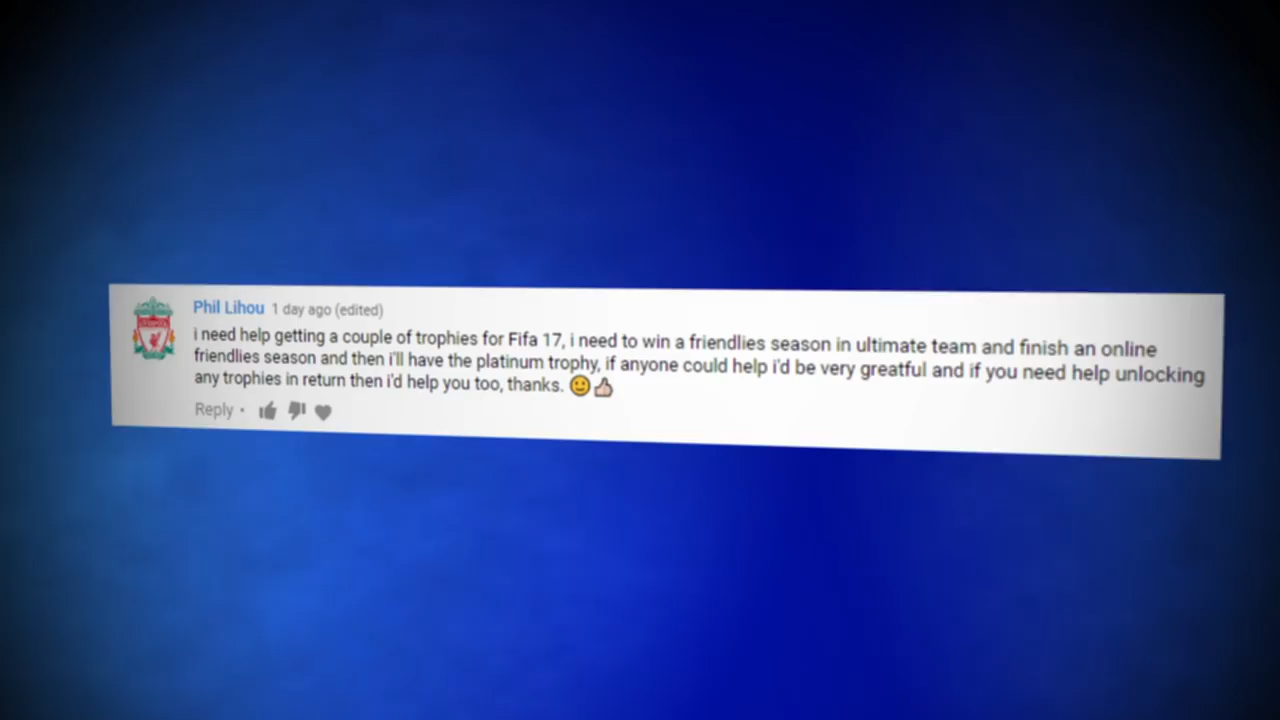 Phil Lihou 1 day ago (edited)
i need help getting a couple of trophies for Fifa 17, i need to win a friendlies season in ultimate team and finish an online
friendlies season and then i'll have the platinum trophy, if anyone could help i'd be very greatful and if you need help unlocking
any trophies in return then i'd help you too, thanks. 🙂👍🏻
Reply •